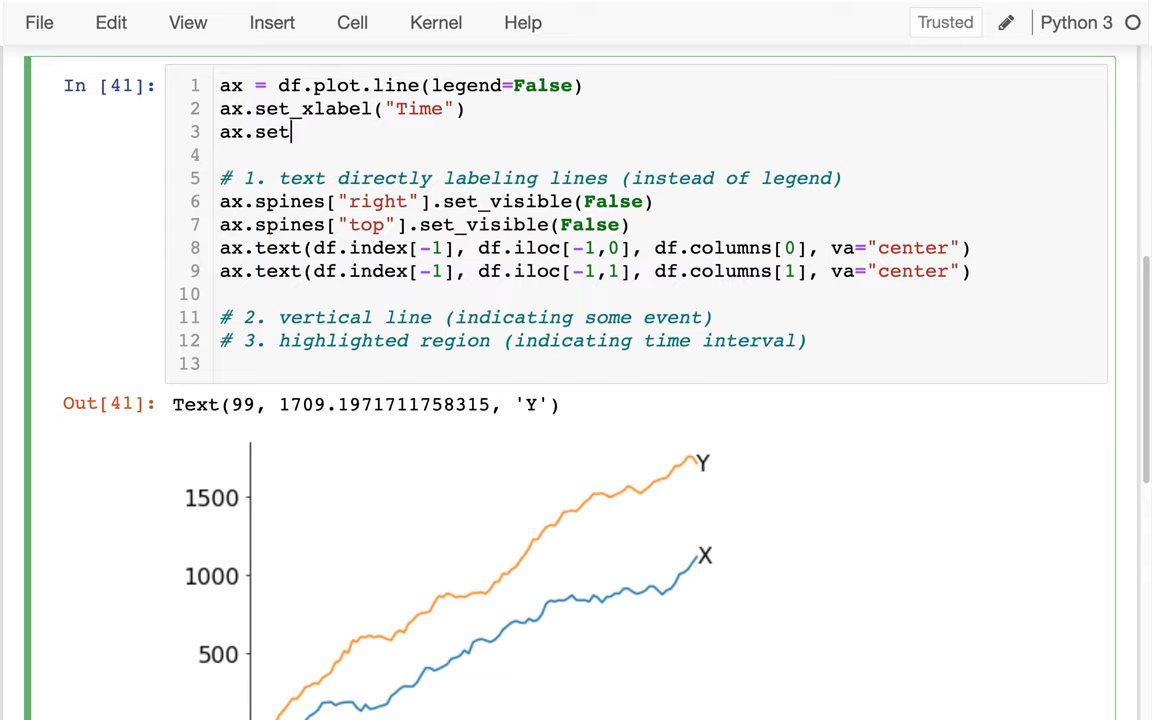 File Edit View Insert Cell Kernel Help Trusted Python 3
In [41]:
1 ax = df.plot.line(legend=False)
2 ax.set_xlabel("Time")
3 ax.set
4
5 # 1. text directly labeling lines (instead of legend)
6 ax.spines["right"].set_visible(False)
7 ax.spines["top"].set_visible(False)
8 ax.text(df.index[-1], df.iloc[-1,0], df.columns[0], va="center")
9 ax.text(df.index[-1], df.iloc[-1,1], df.columns[1], va="center")
10
11 # 2. vertical line (indicating some event)
12 # 3. highlighted region (indicating time interval)
13
Out[41]: Text(99, 1709.1971711758315, 'Y')
Y
1500
X
1000
500